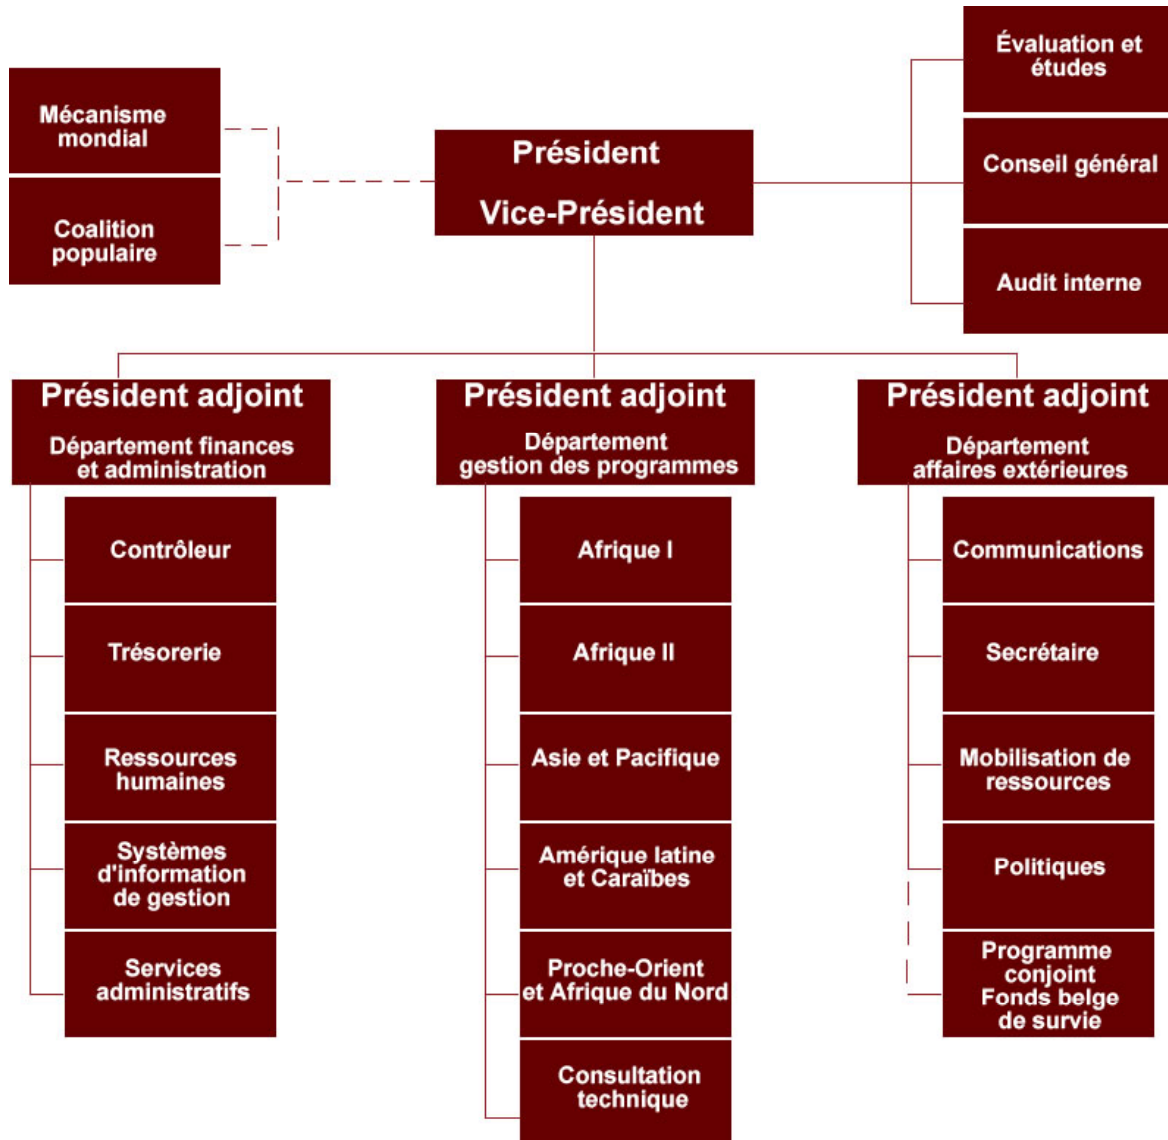 Mécanisme
mondial
Coalition
populaire
Président
Vice-Président
Évaluation et
études
Conseil général
Audit interne
Président adjoint
Département finances
et administration
Contrôleur
Trésorerie
Ressources
humaines
Systèmes
d'information
de gestion
Services
administratifs
Président adjoint
Département
gestion des programmes
Afrique I
Afrique II
Asie et Pacifique
Amérique latine
et Caraïbes
Proche-Orient
et Afrique du Nord
Consultation
technique
Président adjoint
Département
affaires extérieures
Communications
Secrétaire
Mobilisation de
ressources
Politiques
Programme
conjoint
Fonds belge
de survie